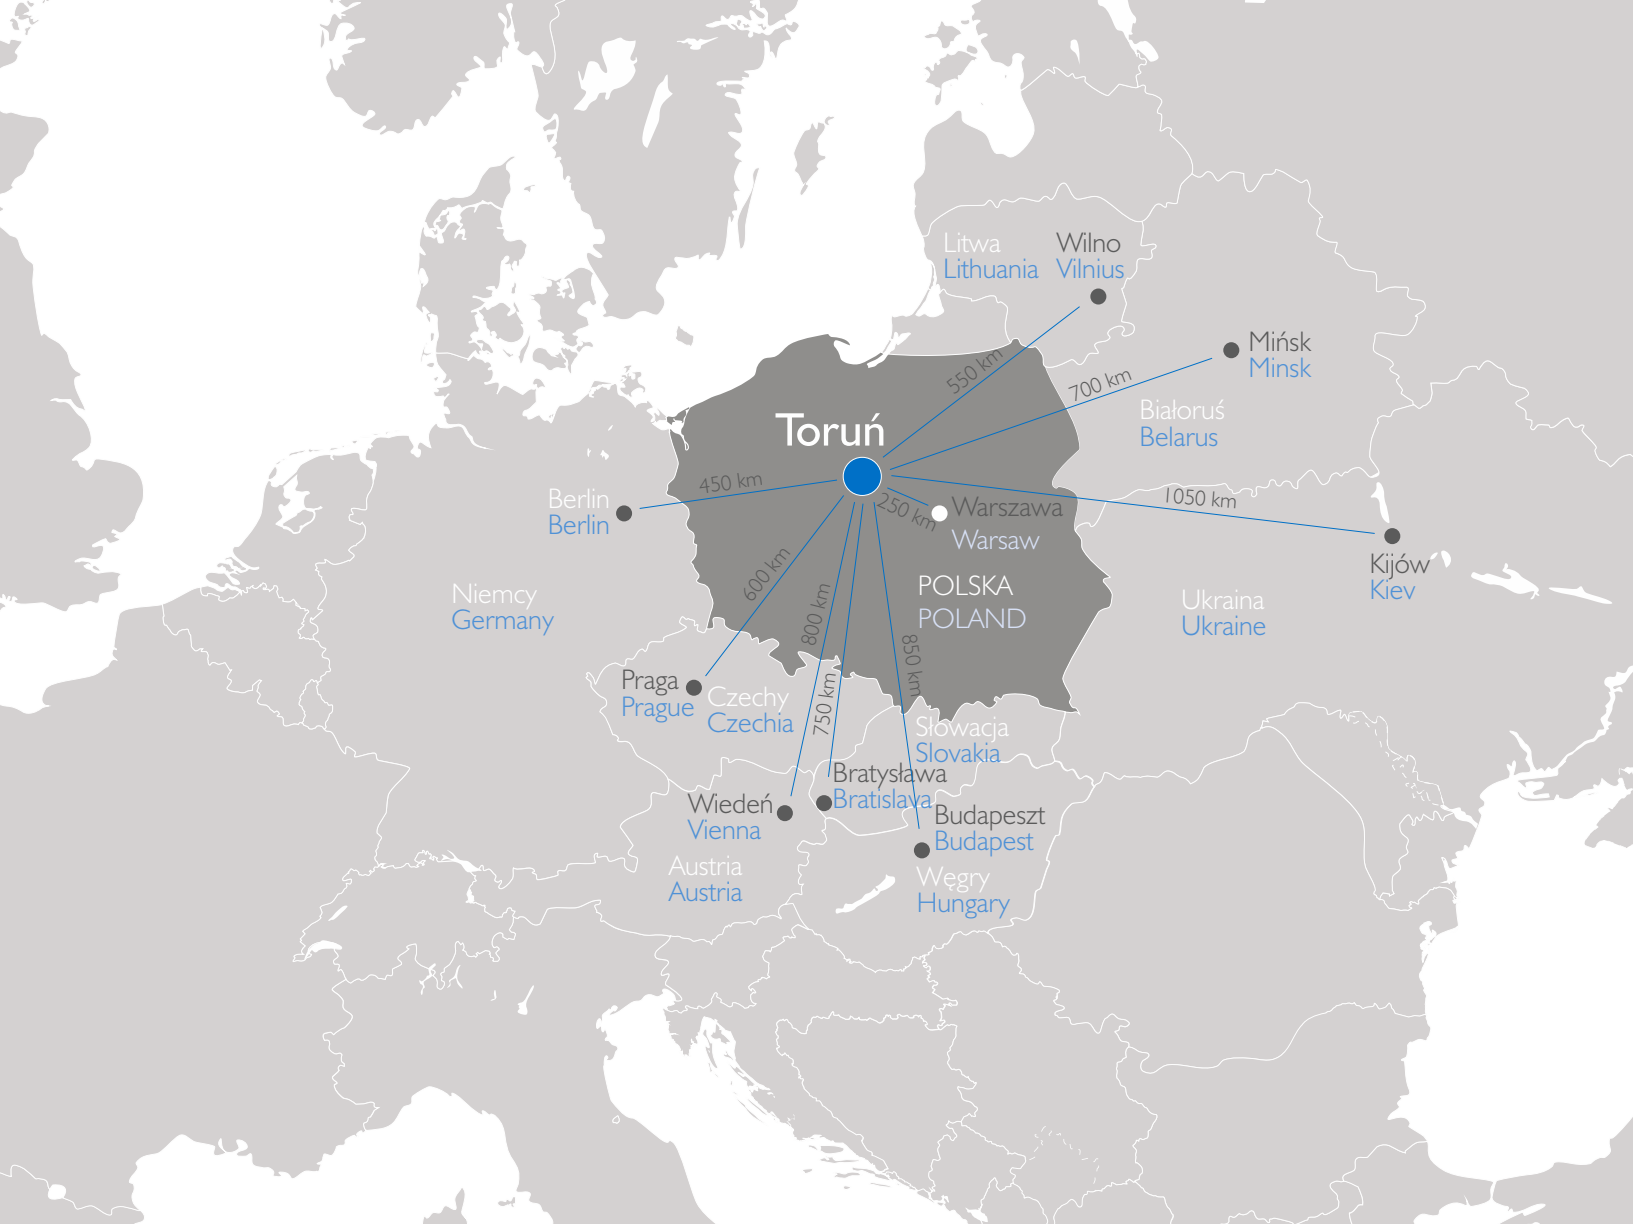 Litwa
Lithuania
Wilno
Vilnius
Mińsk
Minsk
550 km
700 km
Białoruś
Belarus
Toruń
450 km
Berlin
Berlin
250 km
Warszawa
Warsaw
1050 km
Kijów
Kiev
600 km
POLSKA
POLAND
Niemcy
Germany
800 km
Ukraina
Ukraine
850 km
Praga
Prague
Czechy
Czechia
750 km
Słowacja
Slovakia
Bratysława
Bratislava
Wiedeń
Vienna
Budapeszt
Budapest
Austria
Austria
Węgry
Hungary